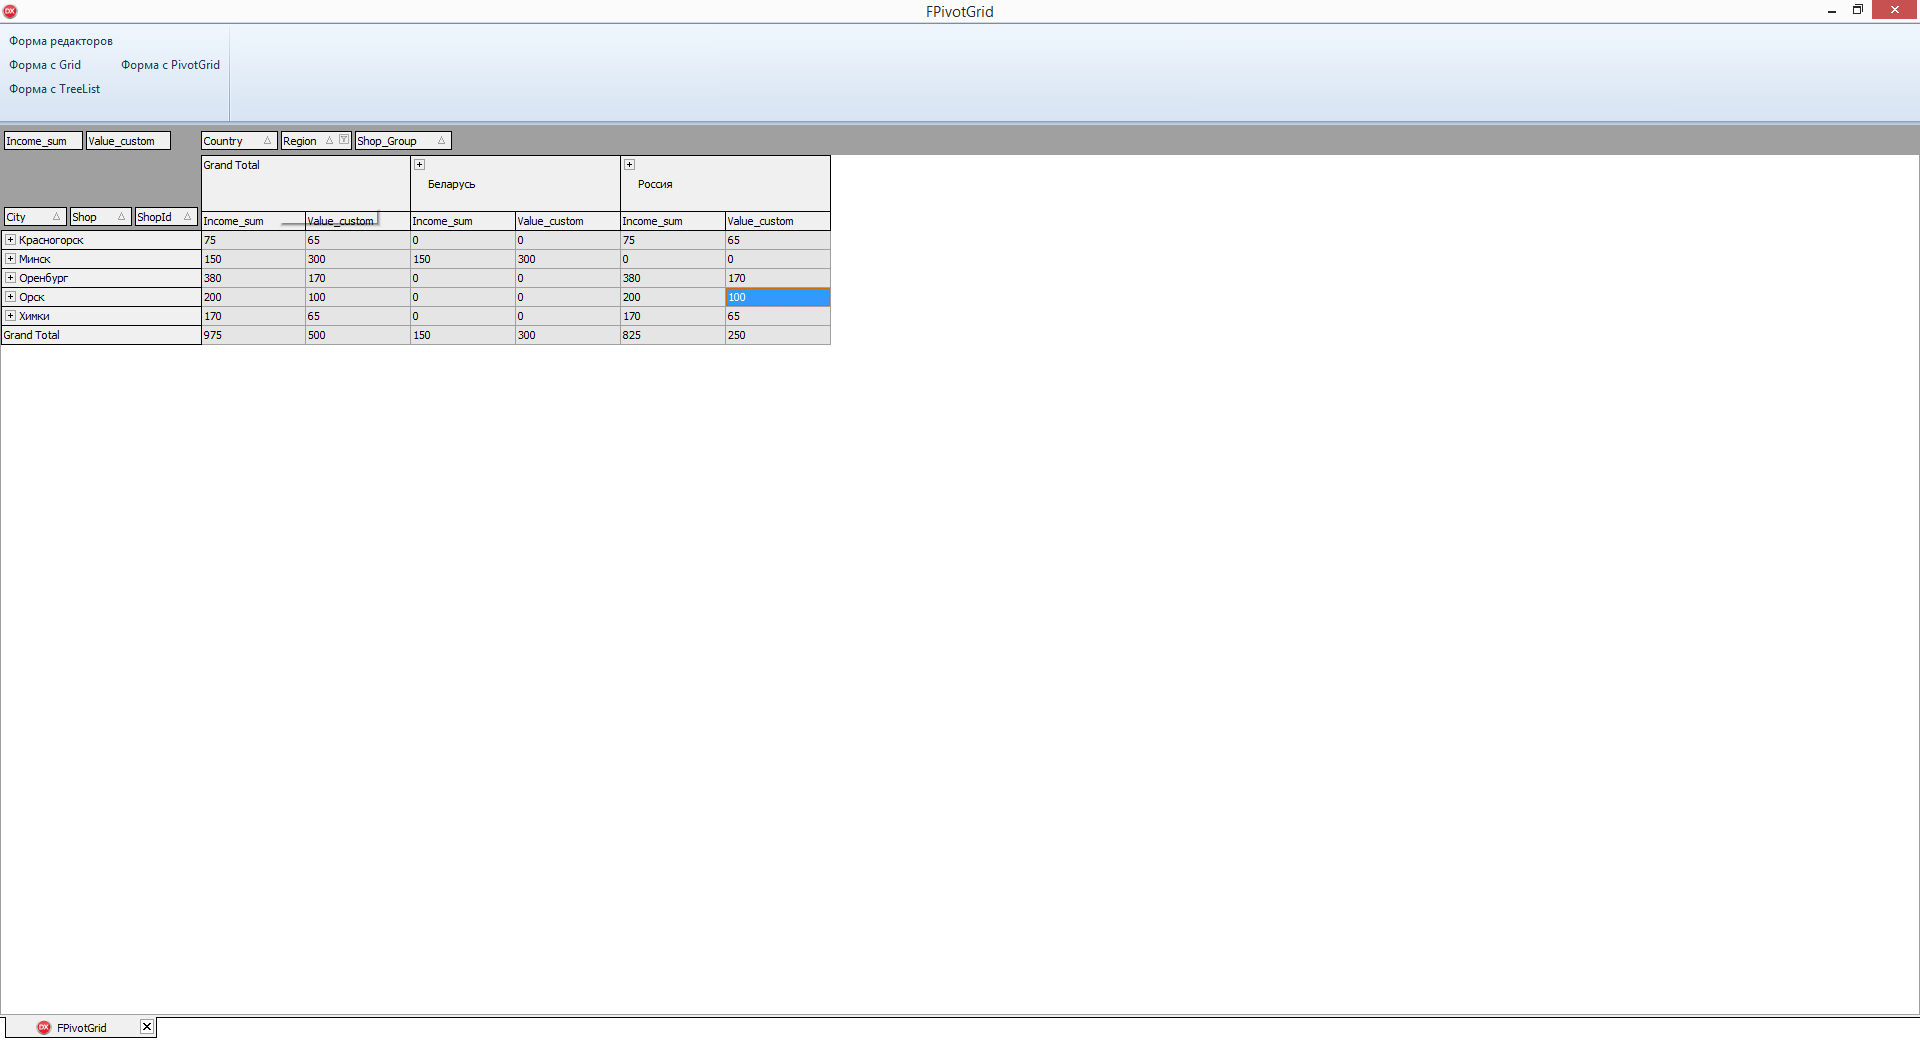 FPivotGrid
Форма редакторов
Форма с Grid Форма с PivotGrid
Форма с TreeList
Income_sum Value_custom Country Region Shop_Group
Grand Total
Беларусь Россия
City Shop ShopId
Income_sum Value_custom Income_sum Value_custom Income_sum Value_custom
Красногорск 75 65 0 0 75 65
Минск 150 300 150 300 0 0
Оренбург 380 170 0 0 380 170
Орск 200 100 0 0 200 100
Химки 170 65 0 0 170 65
Grand Total 975 500 150 300 825 250
DX FPivotGrid